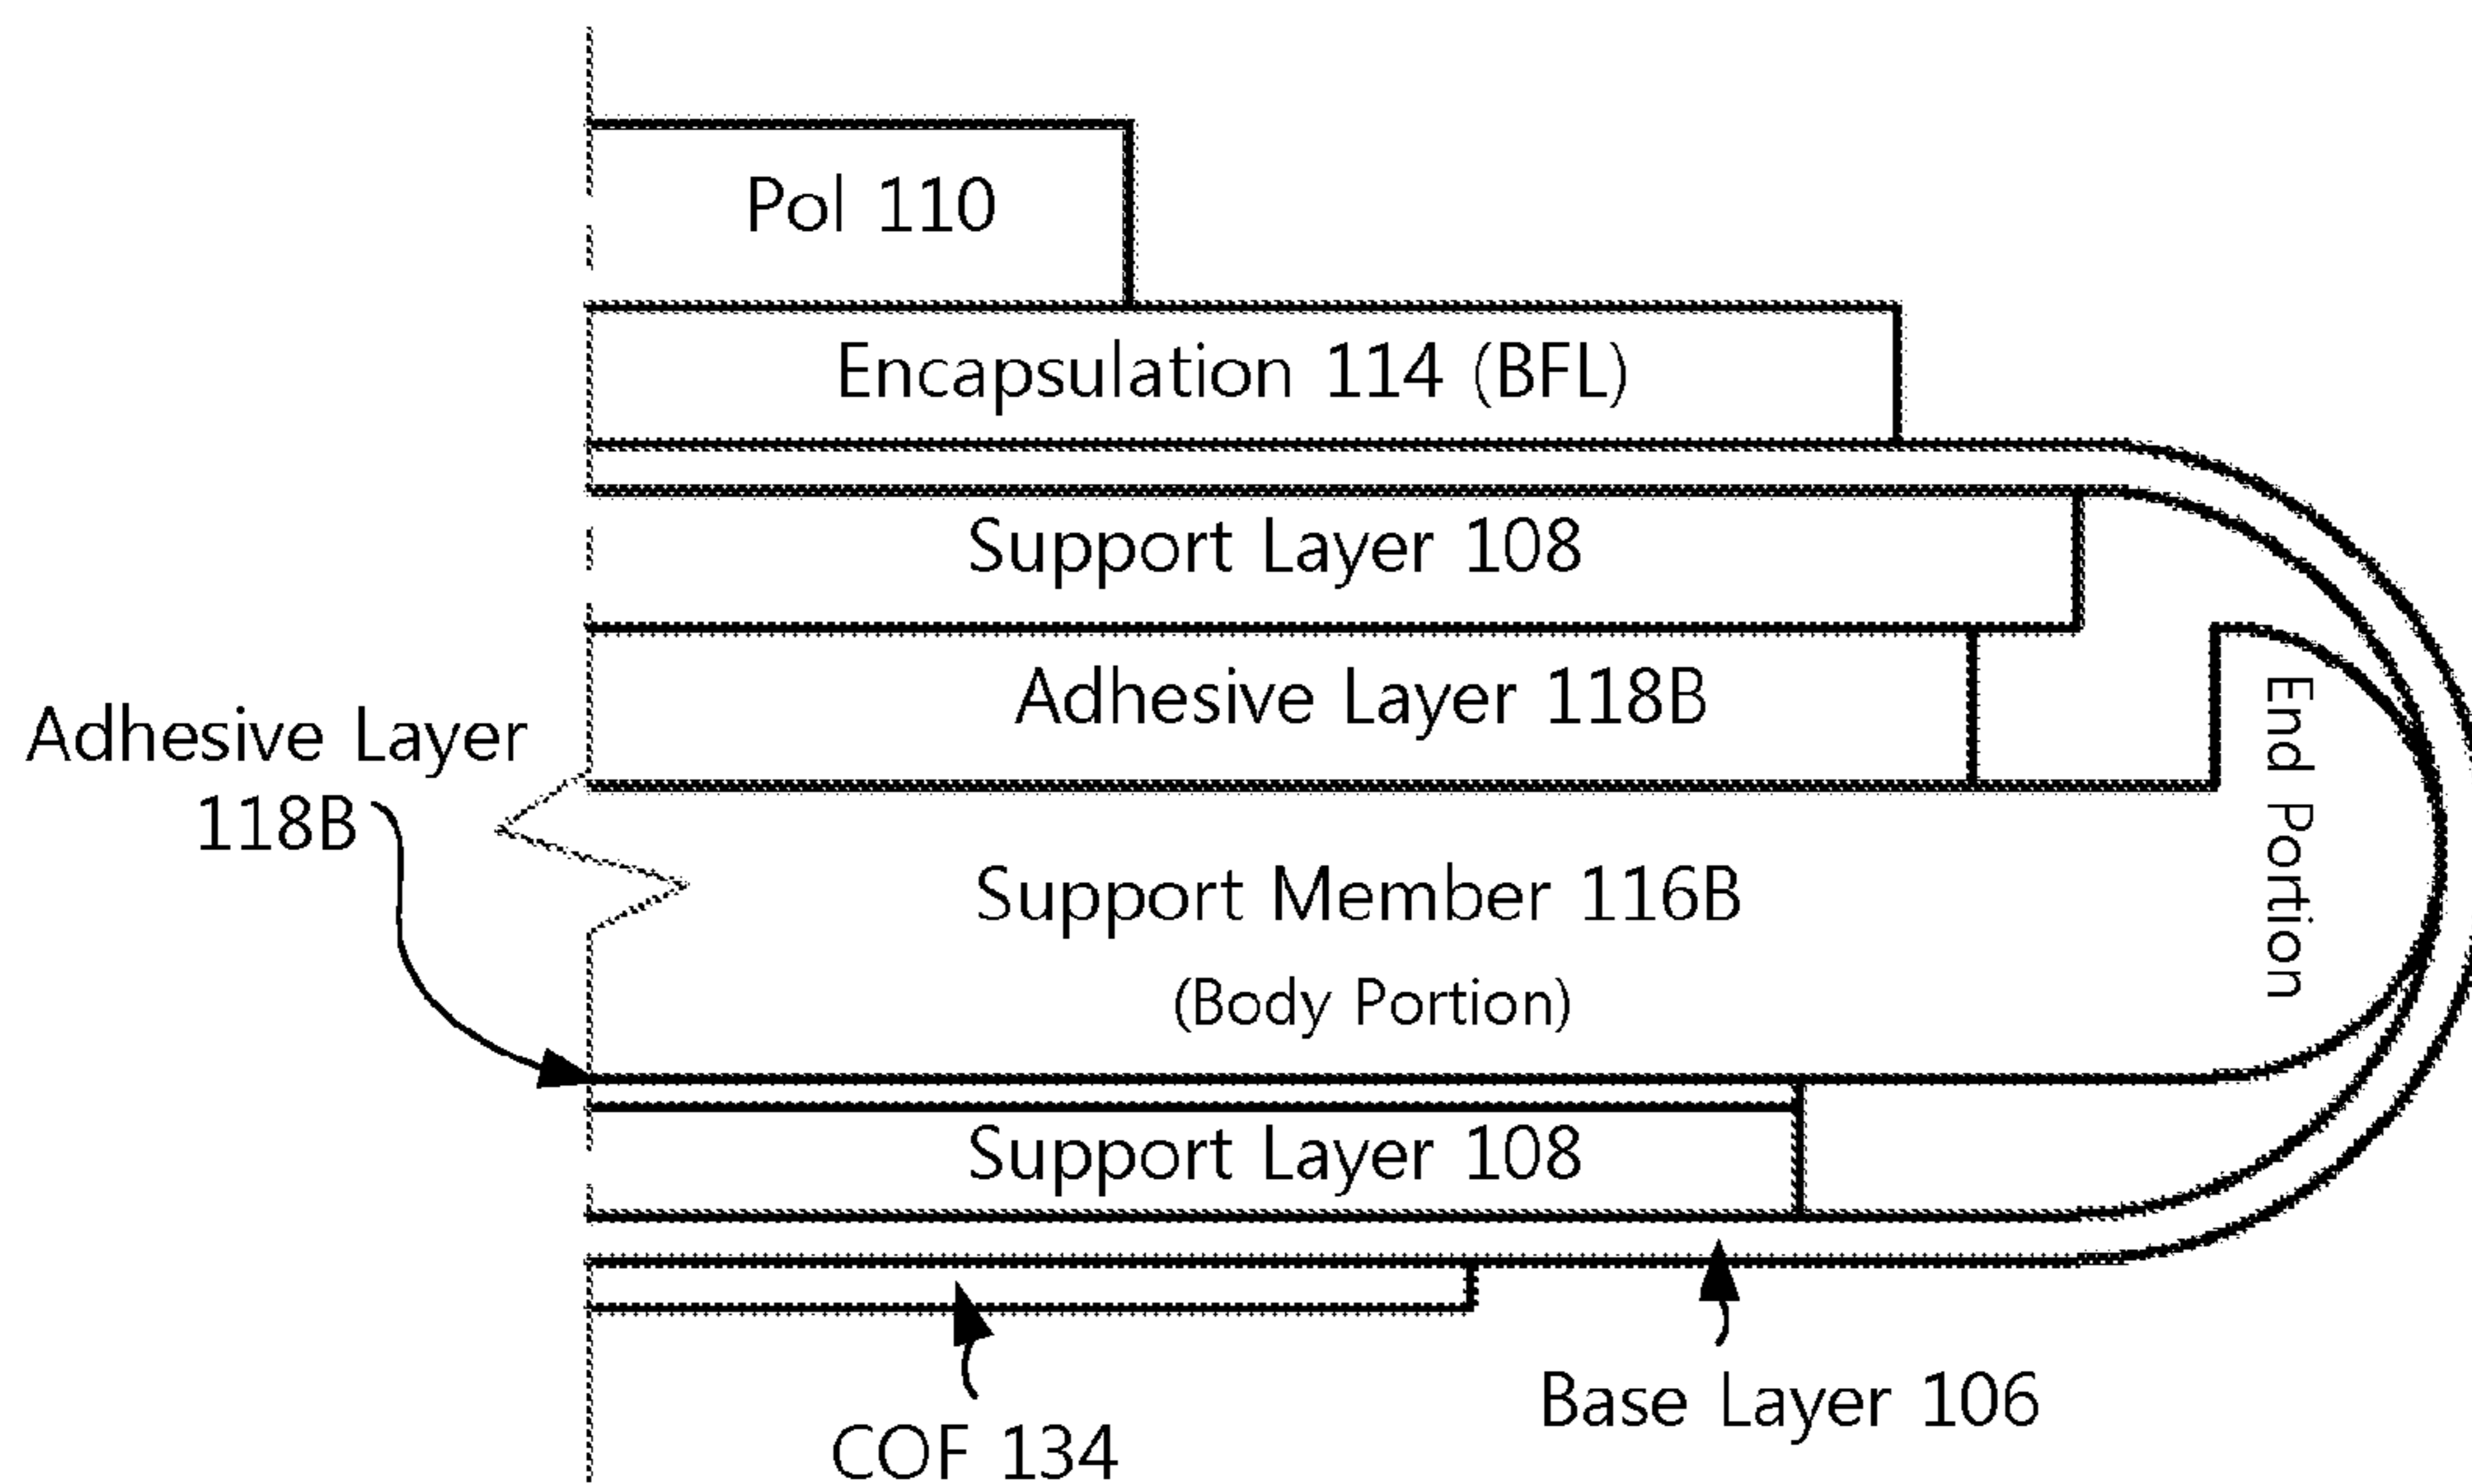 Pol 110
Encapsulation 114 (BFL)
Support Layer 108
Adhesive Layer 118B
Adhesive Layer
118B
End Portion
Support Member 116B
(Body Portion)
Support Layer 108
Base Layer 106
COF 134